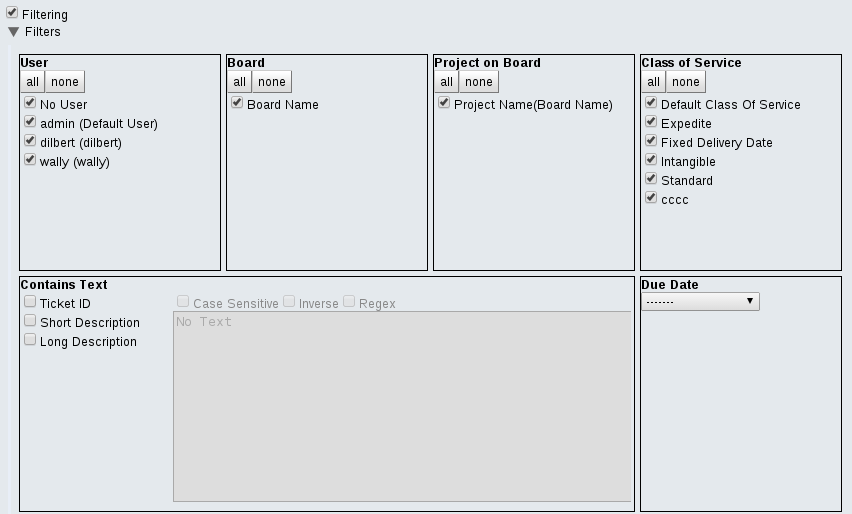 Filtering
Filters
User
all none
No User
admin (Default User)
dilbert (dilbert)
wally (wally)
Board
all none
Board Name
Project on Board
all none
Project Name(Board Name)
Class of Service
all none
Default Class Of Service
Expedite
Fixed Delivery Date
Intangible
Standard
cccc
Contains Text
Ticket ID
Short Description
Long Description
Case Sensitive Inverse Regex
No Text
Due Date
-------